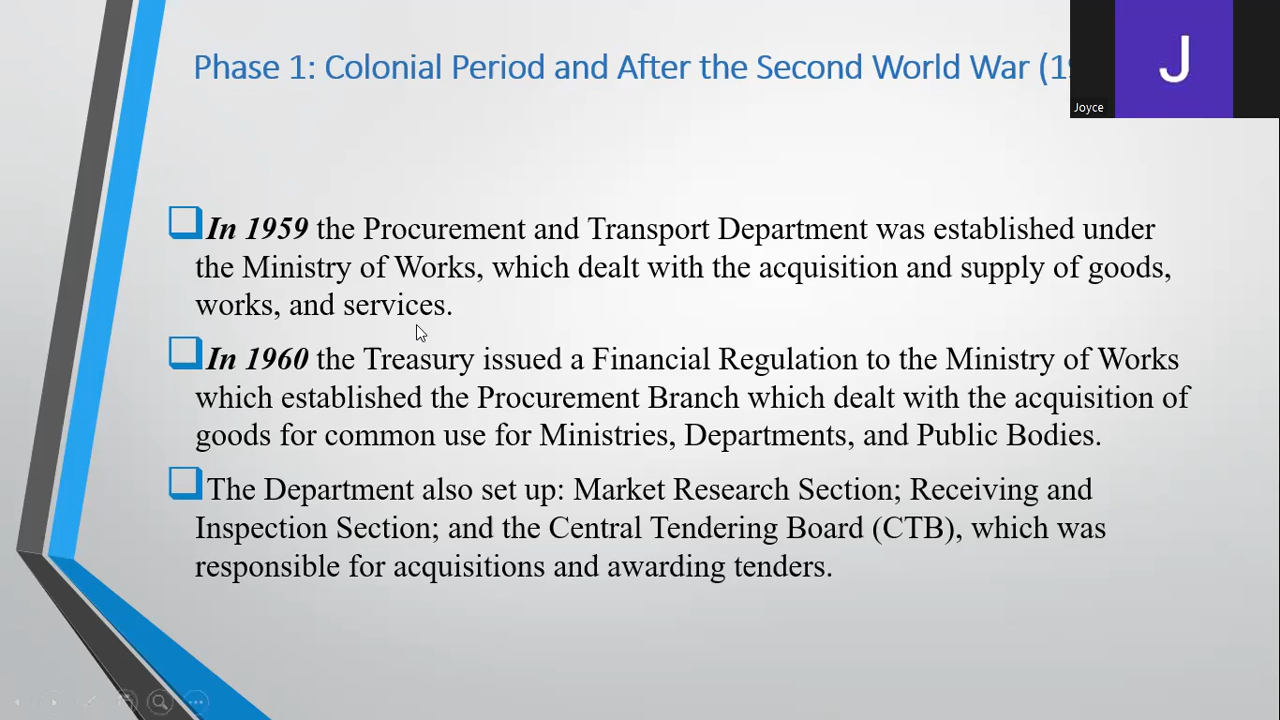 Phase 1: Colonial Period and After the Second World War
J
Joyce
In 1959 the Procurement and Transport Department was established under
the Ministry of Works, which dealt with the acquisition and supply of goods,
works, and services.
In 1960 the Treasury issued a Financial Regulation to the Ministry of Works
which established the Procurement Branch which dealt with the acquisition of
goods for common use for Ministries, Departments, and Public Bodies.
The Department also set up: Market Research Section; Receiving and
Inspection Section; and the Central Tendering Board (CTB), which was
responsible for acquisitions and awarding tenders.